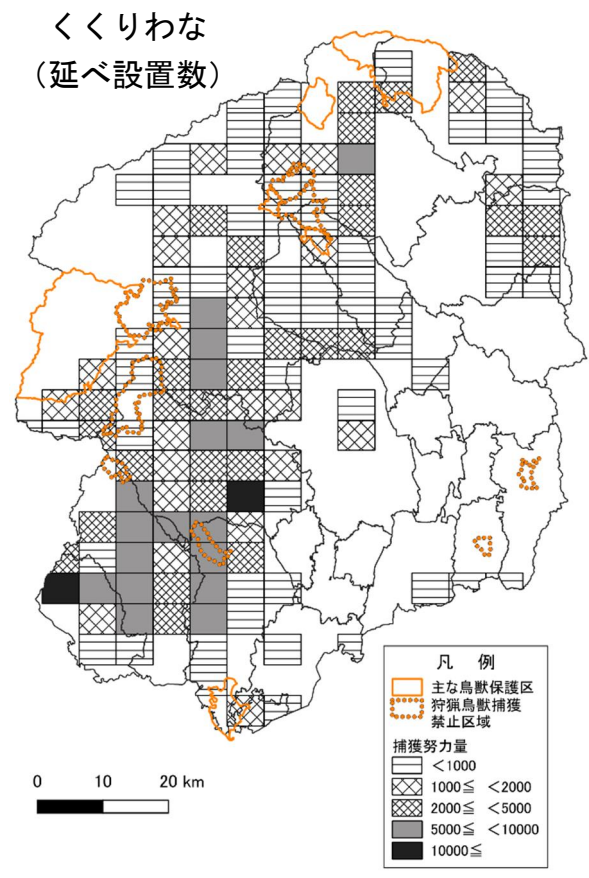 くくりわな
（延べ設置数）
凡 例
主な鳥獣保護区
狩猟鳥獣捕獲
禁止区域
捕獲努力量
＜1000
1000≦ ＜2000
2000≦ ＜5000
5000≦ ＜10000
10000≦
0 10 20 km